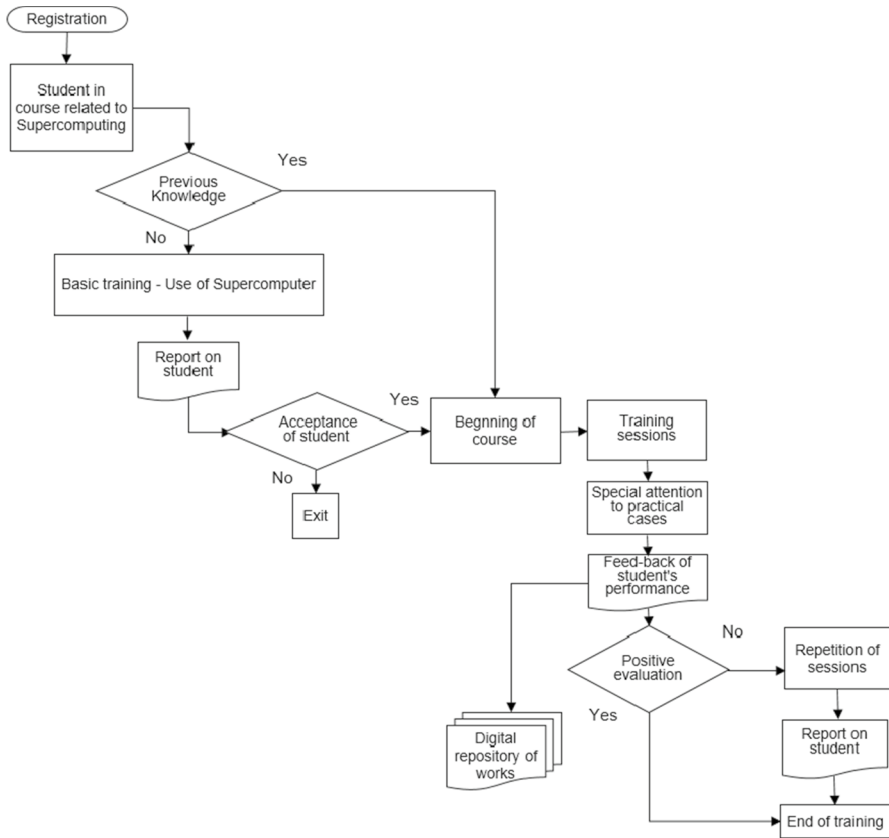 Registration
Student in
course related to
Supercomputing
Yes
Previous
Knowledge
No
Basic training - Use of Supercomputer
Report on
student
Yes
Acceptance
of student
No
Exit
Begnning of
course
Training
sessions
Special attention
to practical
cases
Feed-back of
student's
performance
No
Positive
evaluation
Yes
Repetition of
sessions
Digital
repository of
works
Report on
student
End of training